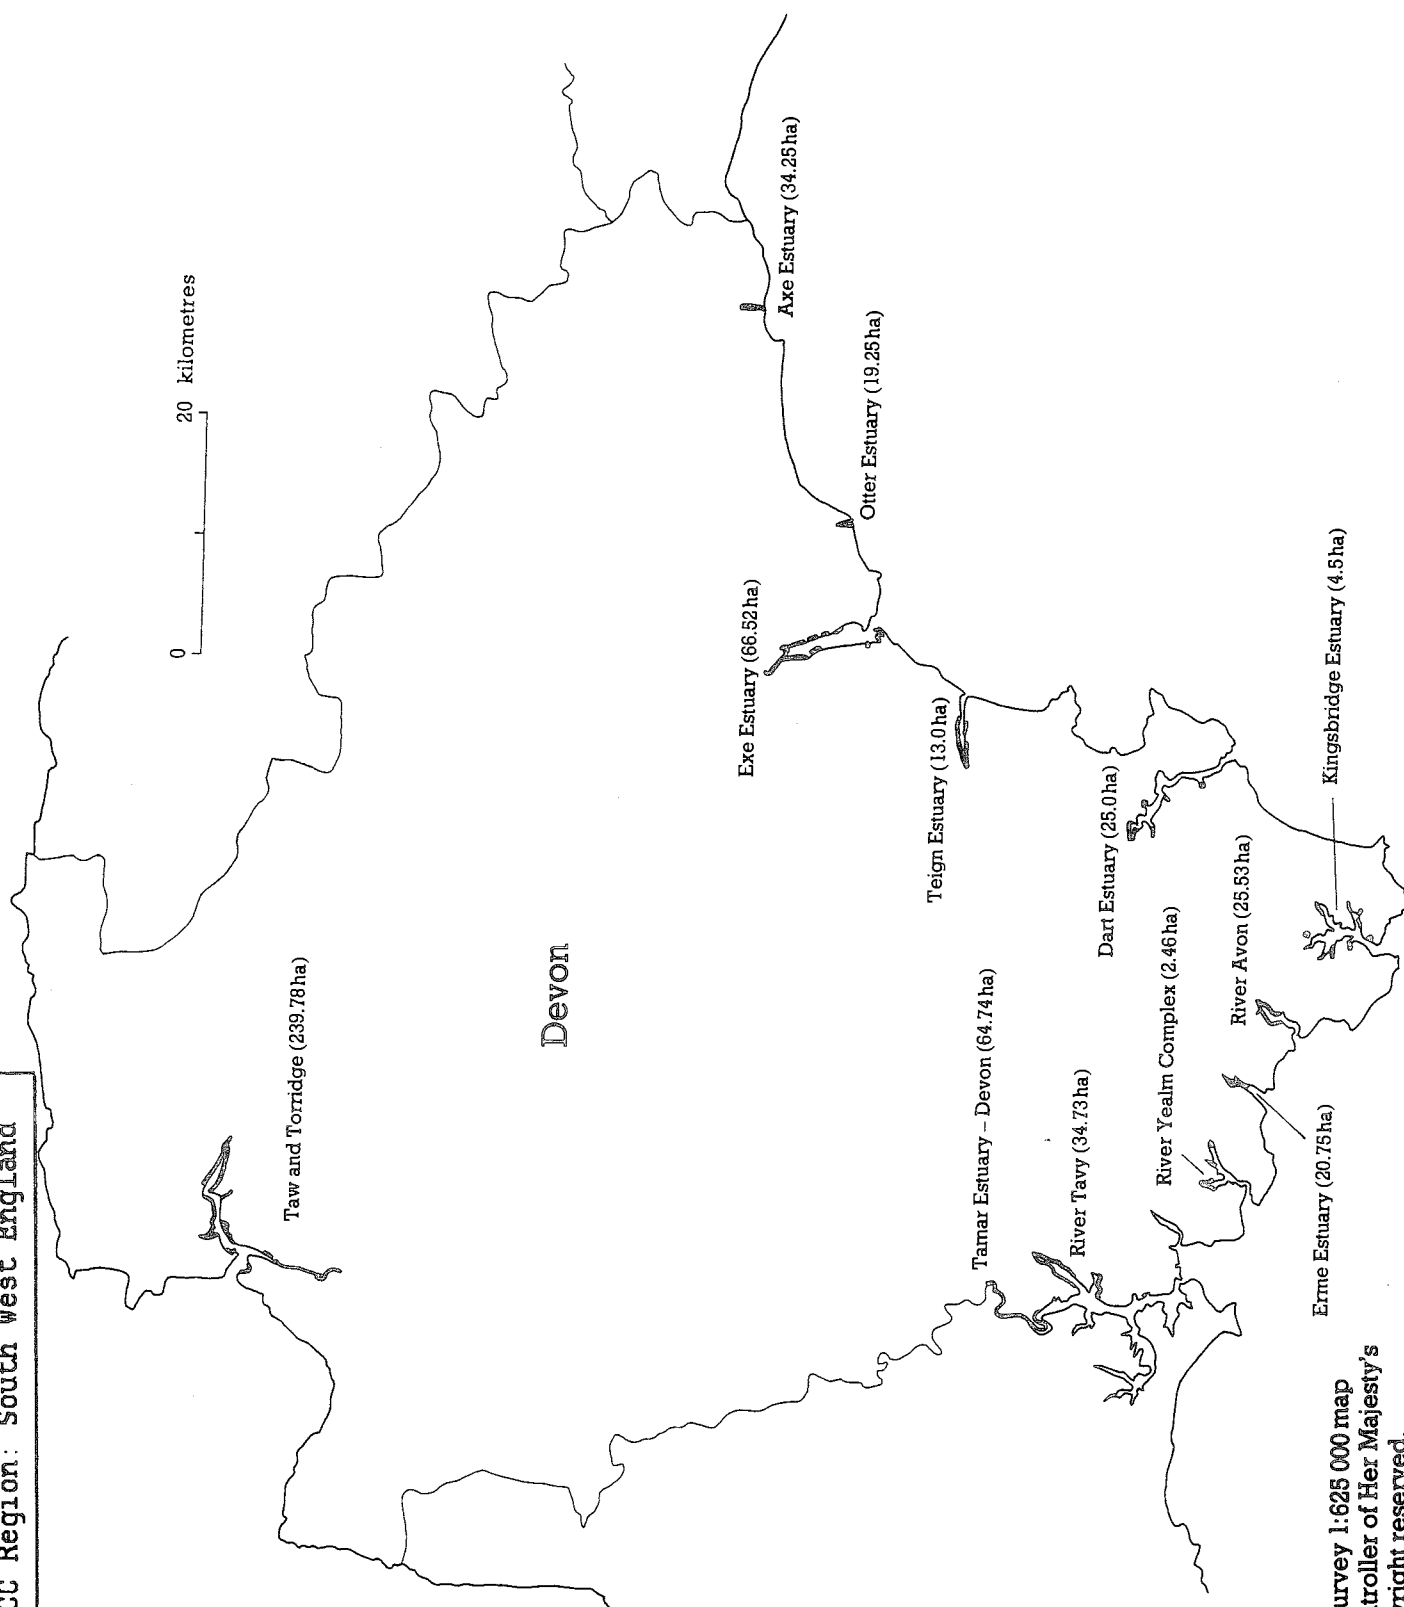 CC Region: South West England
0
20 kilometres
Taw and Torridge (239.78ha)
Devon
Axe Estuary (34.25ha)
Otter Estuary (19.25ha)
Exe Estuary (66.52ha)
Teign Estuary (13.0ha)
Dart Estuary (25.0ha)
Kingsbridge Estuary (4.5ha)
River Avon (25.53ha)
Tamar Estuary – Devon (64.74ha)
River Tavy (34.73ha)
River Yealm Complex (2.46ha)
Erme Estuary (20.75ha)
urvey 1:625 000 map
troller of Her Majesty's
yright reserved.